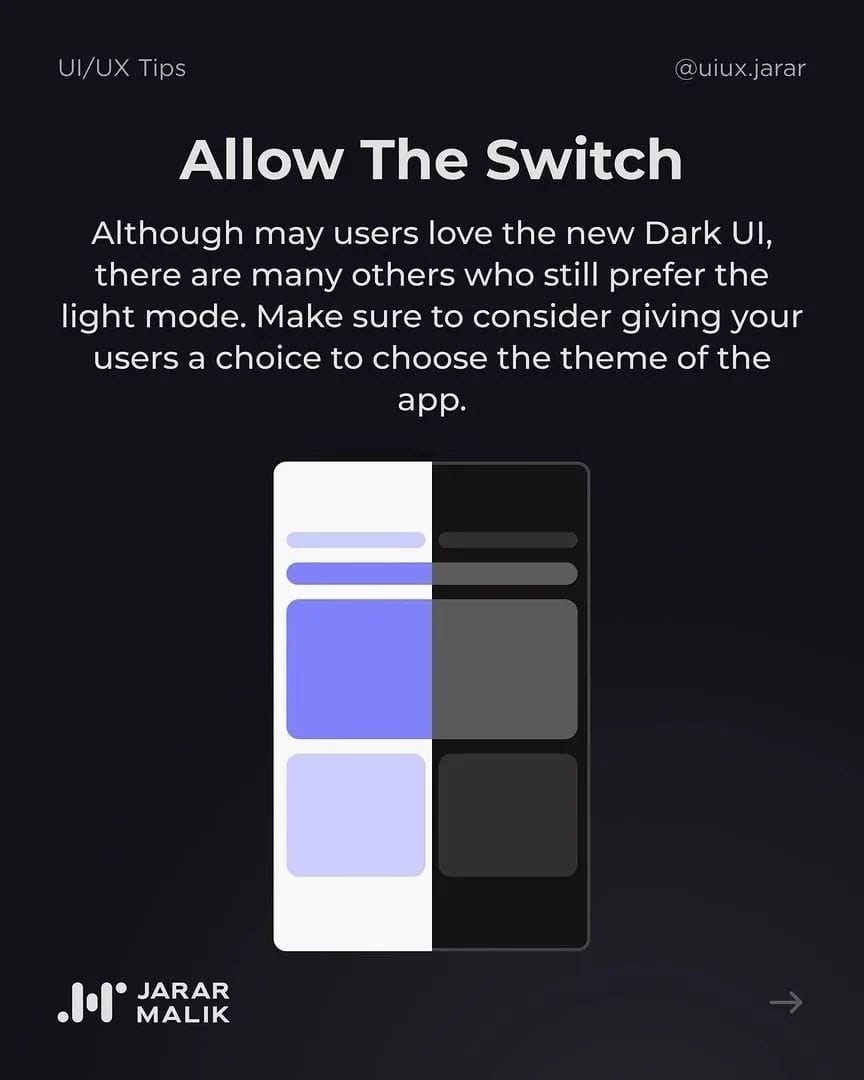 UI/UX Tips
@uiux.jarar
Allow The Switch
Although may users love the new Dark UI,
there are many others who still prefer the
light mode. Make sure to consider giving your
users a choice to choose the theme of the
app.
JARAR
MALIK